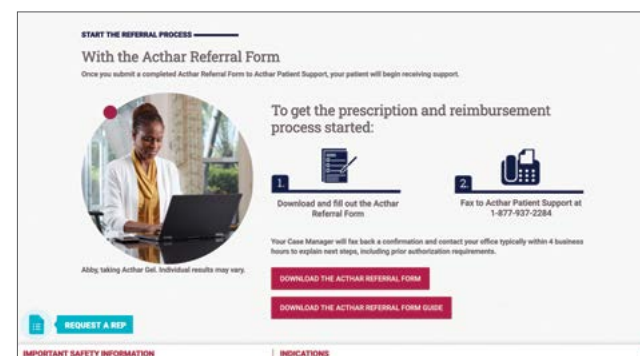 START THE REFERRAL PROCESS
With the Acthar Referral Form
Once you submit a completed Acthar Referral Form to Acthar Patient Support, your patient will begin receiving support.
To get the prescription and reimbursement
process started:
1.
Download and fill out the Acthar
Referral Form
2.
Fax to Acthar Patient Support at
1-877-937-2284
Your Case Manager will fax back a confirmation and contact your office typically within 4 business
hours to explain next steps, including prior authorization requirements.
Abby, taking Acthar Gel. Individual results may vary.
DOWNLOAD THE ACTHAR REFERRAL FORM
DOWNLOAD THE ACTHAR REFERRAL FORM GUIDE
REQUEST A REP
IMPORTANT SAFETY INFORMATION
INDICATIONS